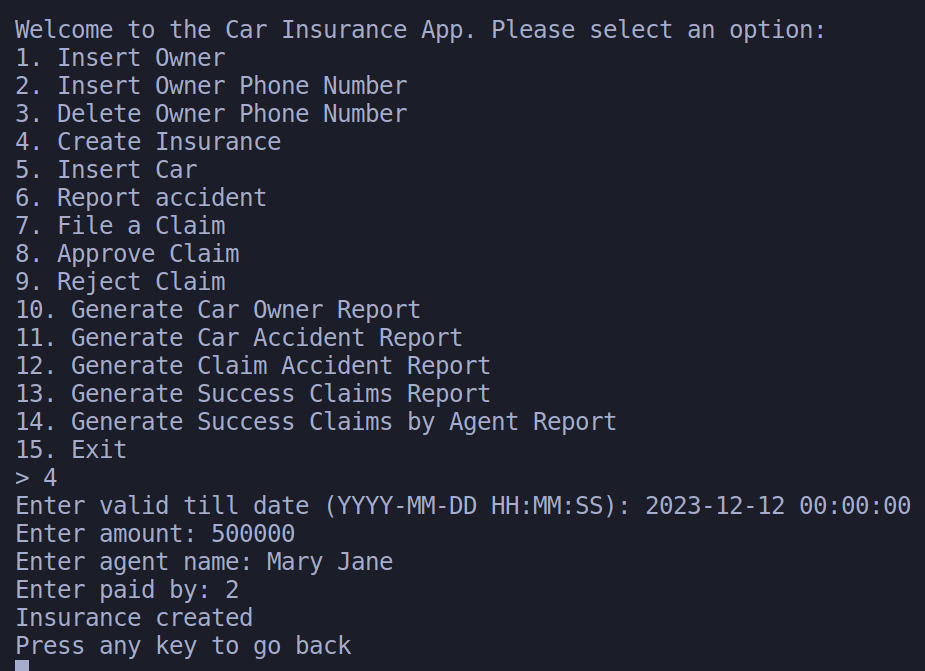 Welcome to the Car Insurance App. Please select an option:
1. Insert Owner
2. Insert Owner Phone Number
3. Delete Owner Phone Number
4. Create Insurance
5. Insert Car
6. Report accident
7. File a Claim
8. Approve Claim
9. Reject Claim
10. Generate Car Owner Report
11. Generate Car Accident Report
12. Generate Claim Accident Report
13. Generate Success Claims Report
14. Generate Success Claims by Agent Report
15. Exit
> 4
Enter valid till date (YYYY-MM-DD HH:MM:SS): 2023-12-12 00:00:00
Enter amount: 500000
Enter agent name: Mary Jane
Enter paid by: 2
Insurance created
Press any key to go back